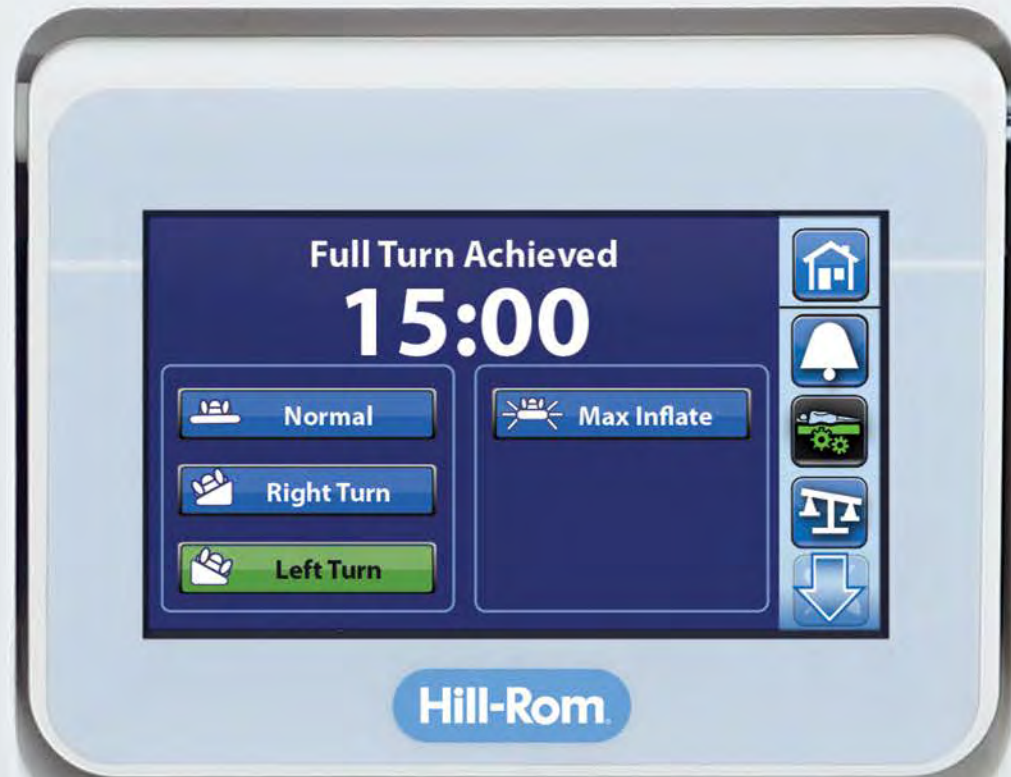 Full Turn Achieved
15:00
Normal
Max Inflate
Right Turn
Left Turn
Hill-Rom